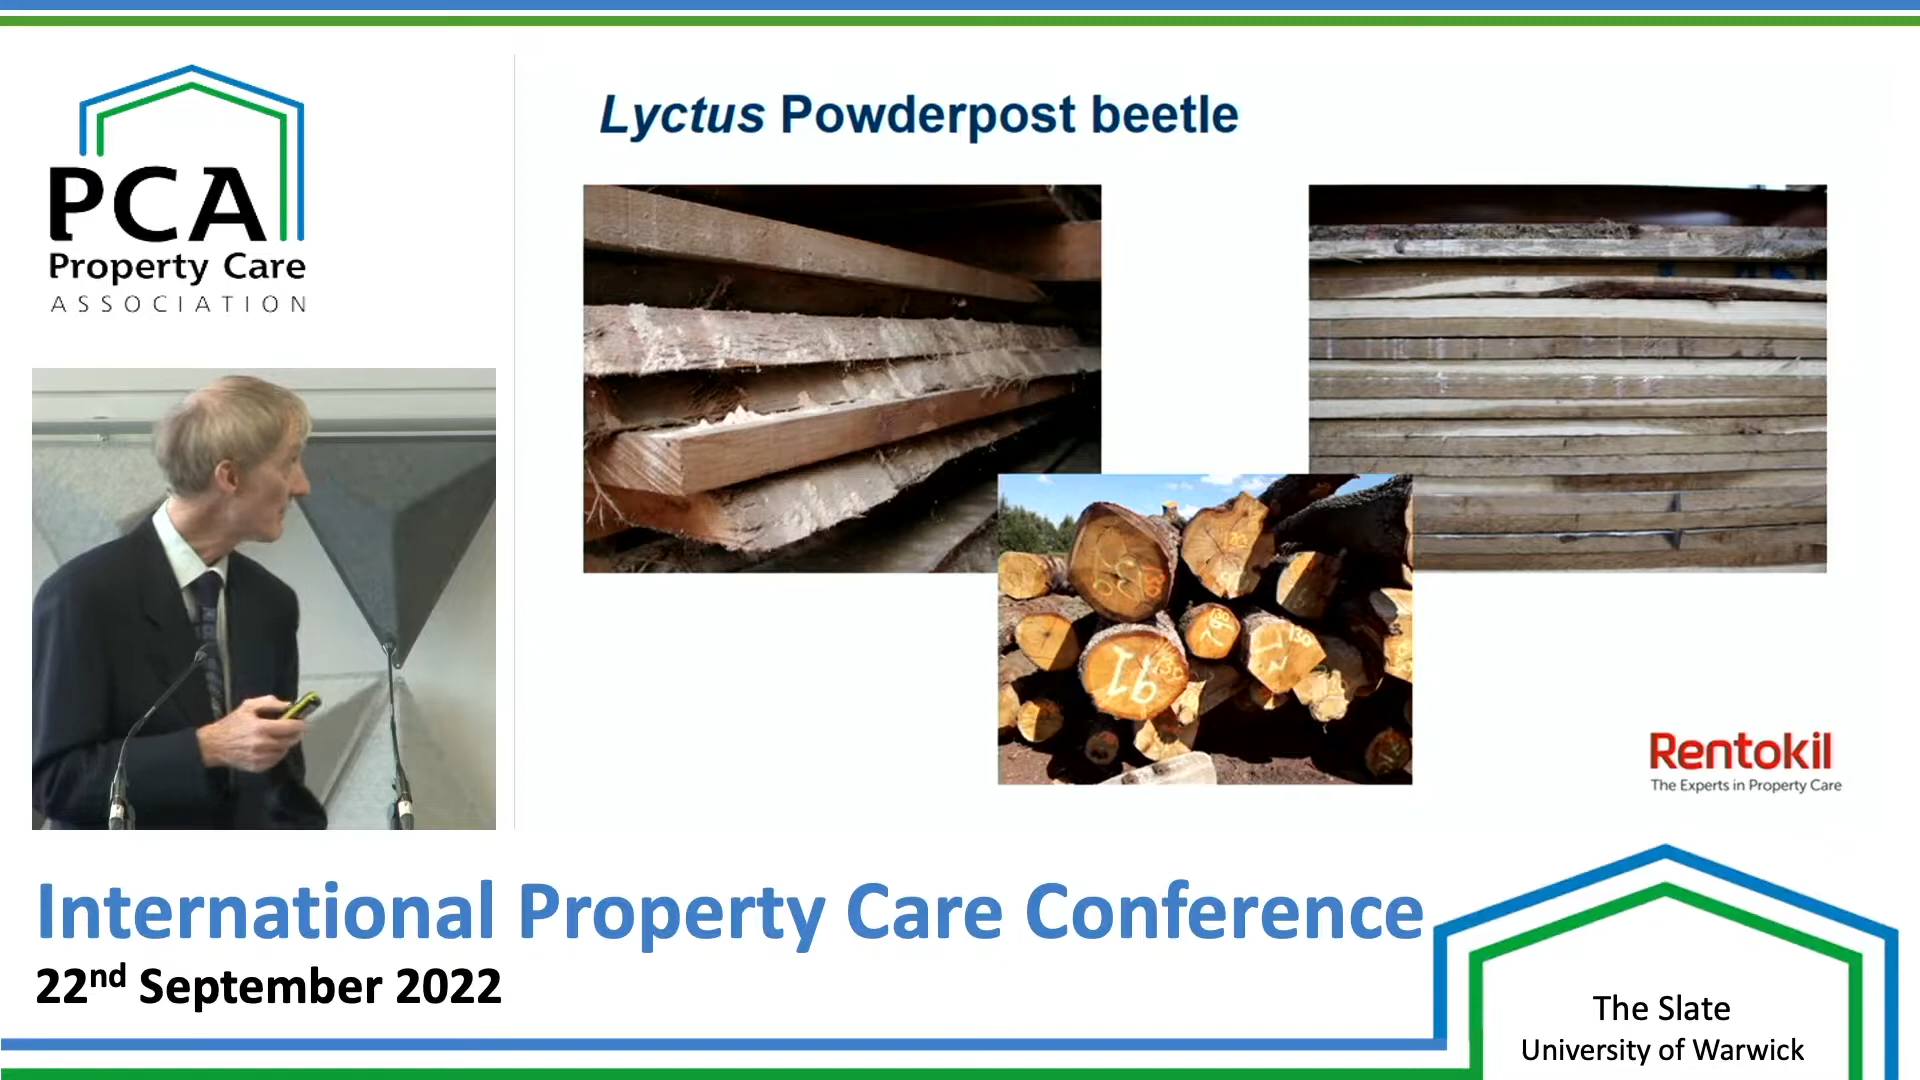 PCA
Property Care
ASSOCIATION
Lyctus Powderpost beetle
91
Rentokil
The Experts in Property Care
International Property Care Conference
22nd September 2022
The Slate
University of Warwick